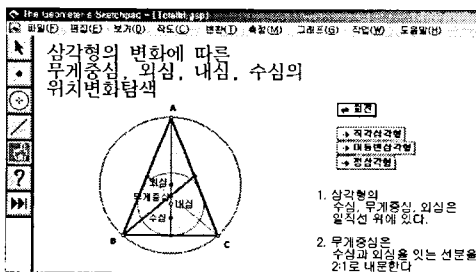 The Geometer's Sketchpad - [Totalltri.gsp]
파일(F) 편집(E) 보기(D) 작도(C) 변환(T) 측정(M) 그래프(G) 작업(W) 도움말(H)
삼각형의 변화에 따른
무게중심, 외심, 내심, 수심의
위치변화탐색
A
회전
직각삼각형
이등변삼각형
정삼각형
외심
무게중심
내심
수심
B
C
1. 삼각형의
수심, 무게중심, 외심은
일직선 위에 있다.
2. 무게중심은
수심과 외심을 잇는 선분을
2:1로 내분한다